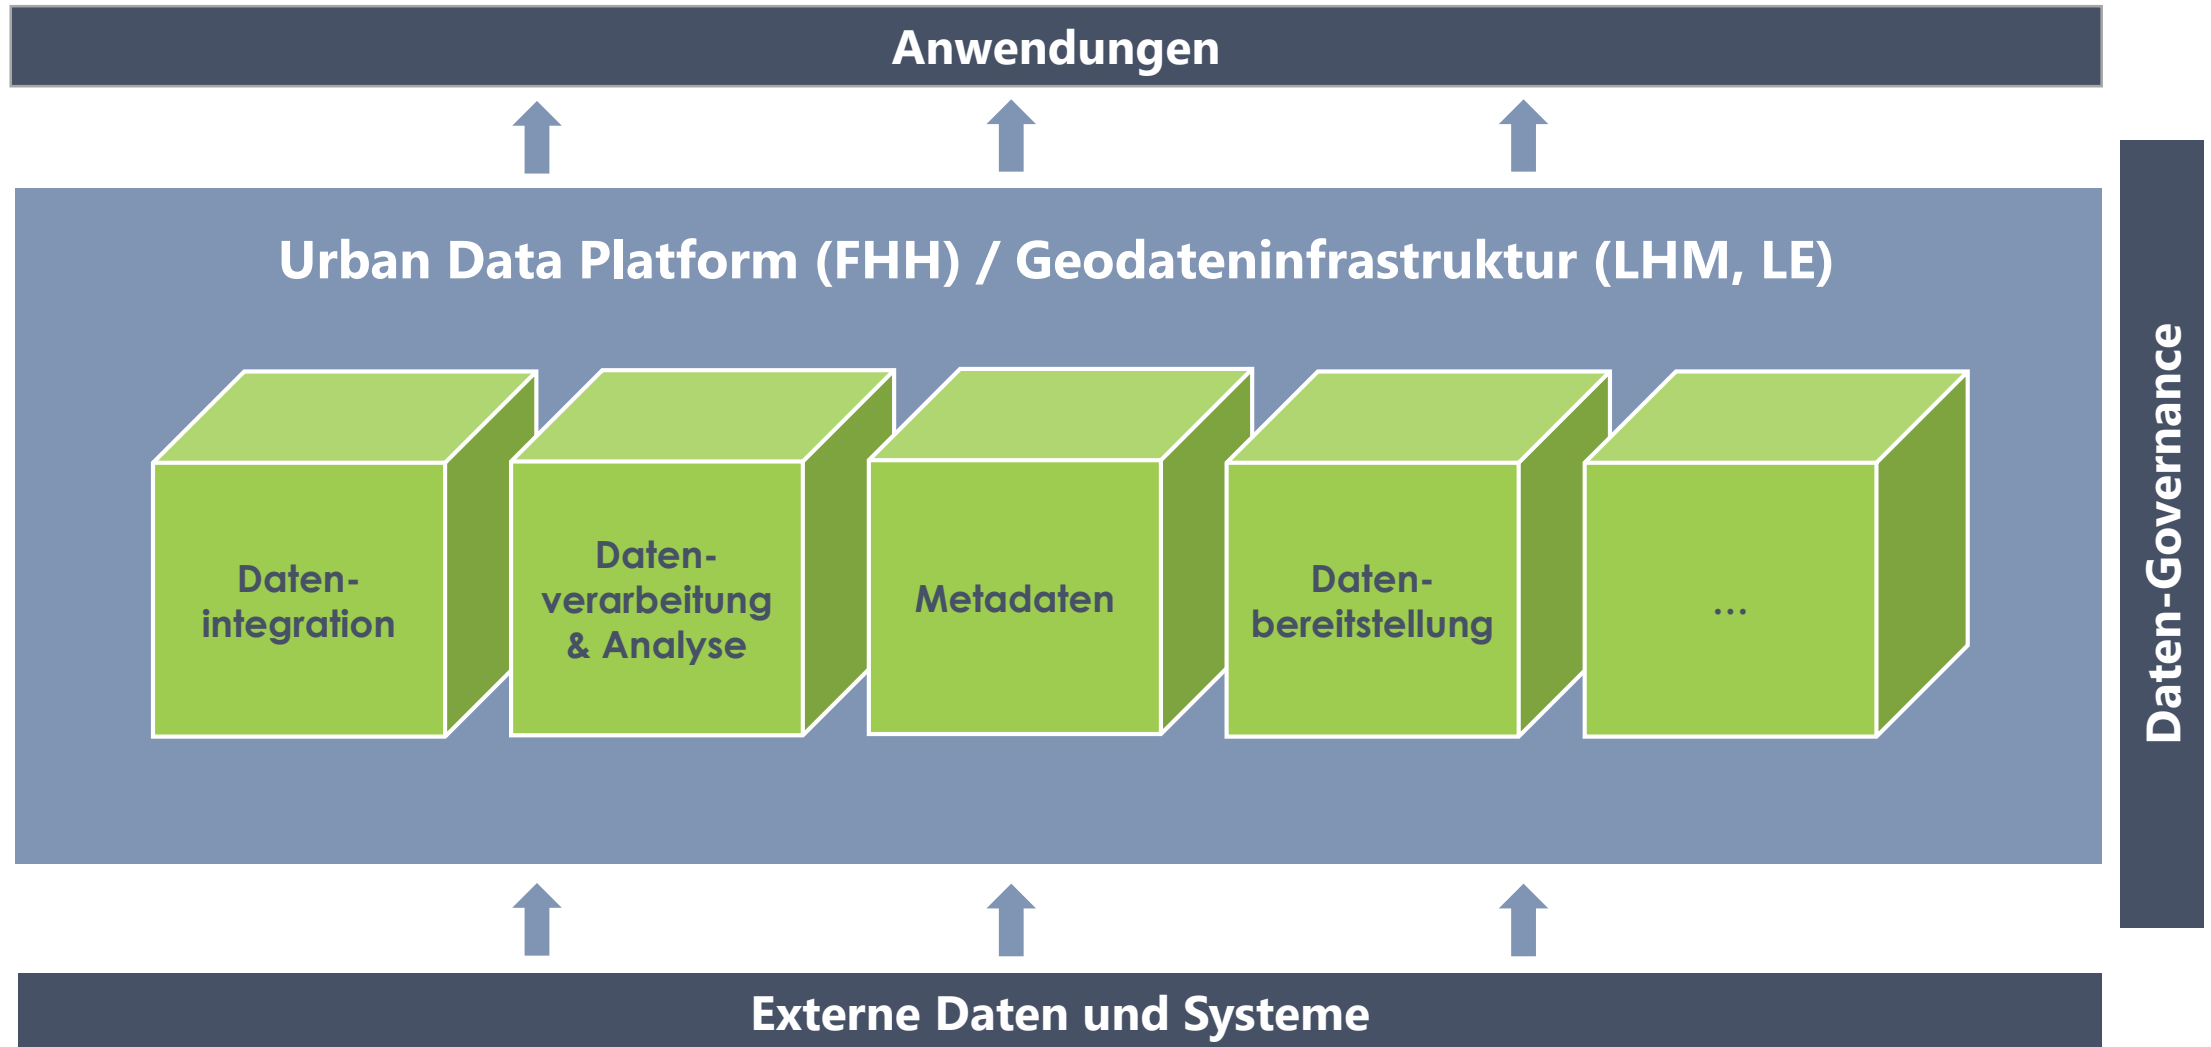 Anwendungen
Urban Data Platform (FHH) / Geodateninfrastruktur (LHM, LE)
Daten-
integration
Daten-
verarbeitung
& Analyse
Metadaten
Daten-
bereitstellung
...
Daten-Governance
Externe Daten und Systeme